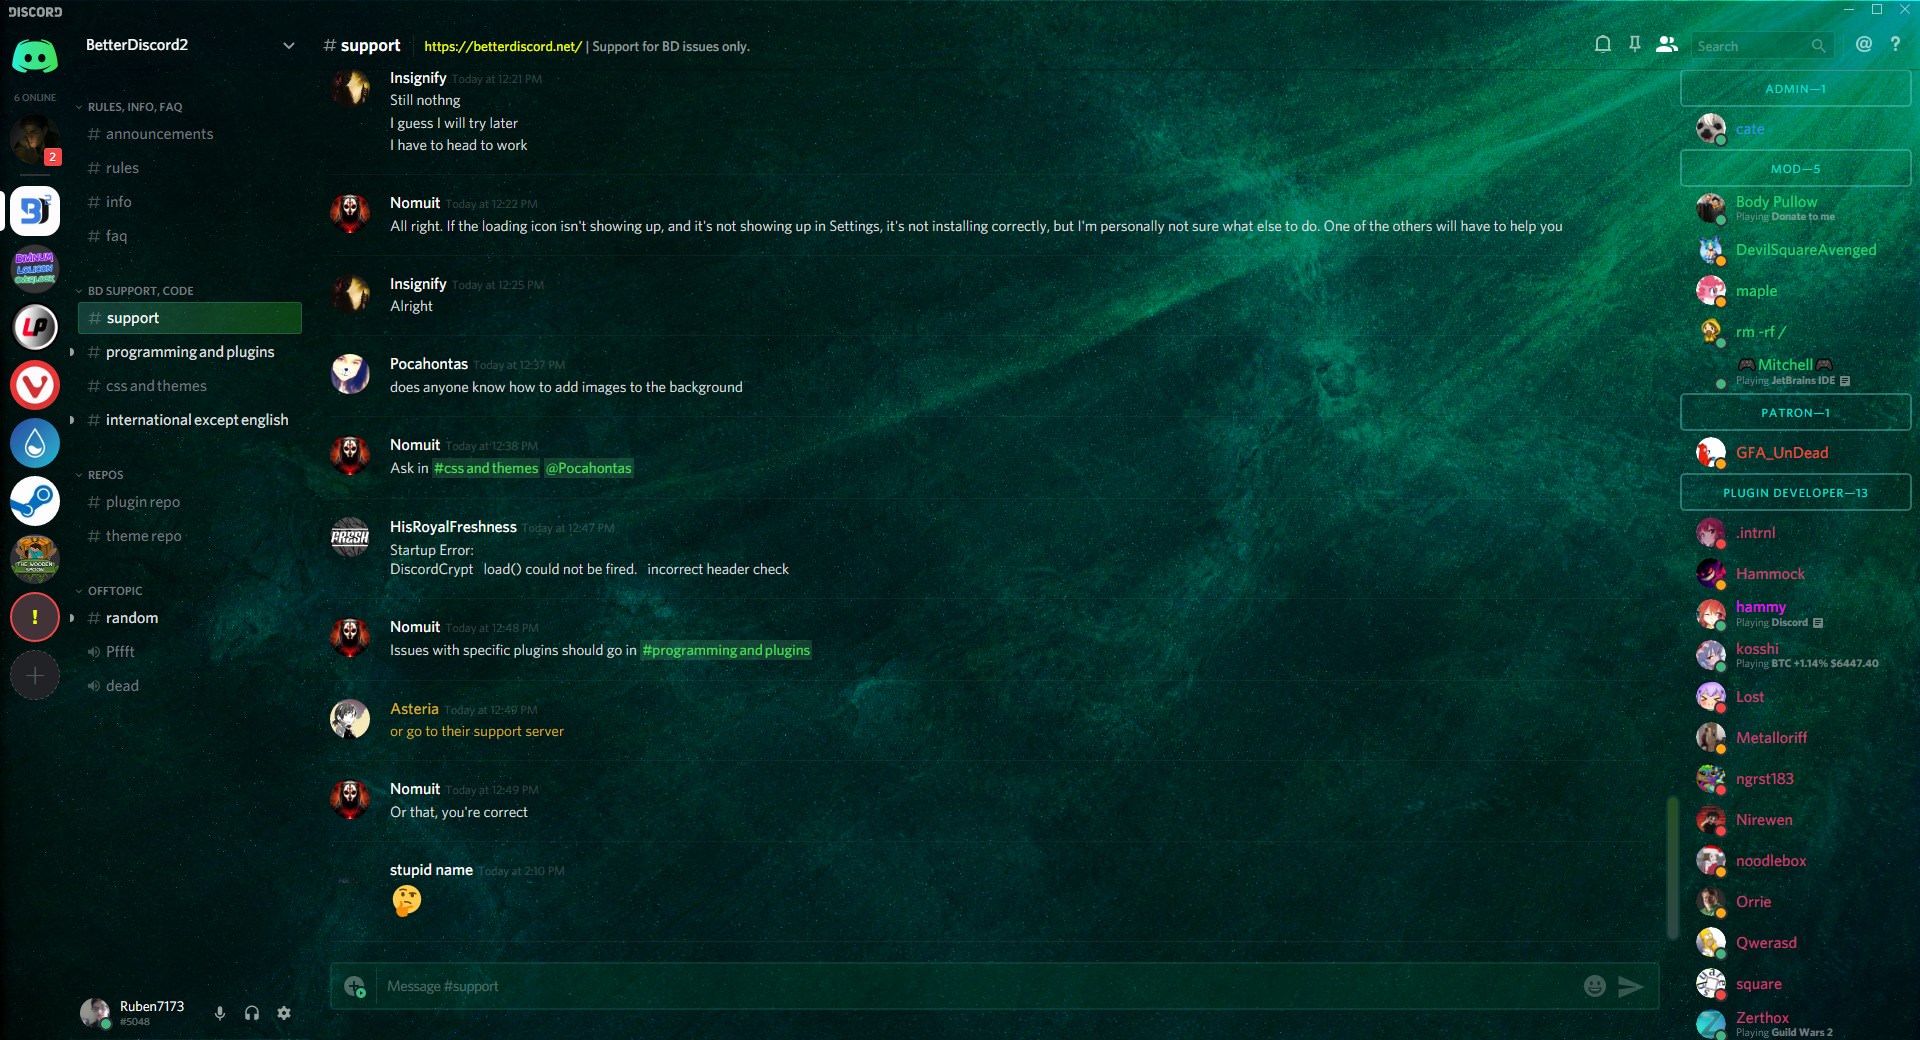 DISCORD
6 ONLINE
2
DIVINUM
LOLICON
OVERLOOK
LP
THE WOODEN
SPOON
!
BetterDiscord2
RULES, INFO, FAQ
# announcements
# rules
# info
# faq
BD SUPPORT, CODE
# support
# programming and plugins
# css and themes
# international except english
REPOS
# plugin repo
# theme repo
OFFTOPIC
# random
Pffft
dead
Ruben7173
#5048
# support https://betterdiscord.net/ | Support for BD issues only.
Search
@ ?
Insignify Today at 12:21 PM
Still nothng
I guess I will try later
I have to head to work
Nomuit Today at 12:22 PM
All right. If the loading icon isn't showing up, and it's not showing up in Settings, it's not installing correctly, but I'm personally not sure what else to do. One of the others will have to help you
Insignify Today at 12:25 PM
Alright
Pocahontas Today at 12:37 PM
does anyone know how to add images to the background
Nomuit Today at 12:38 PM
Ask in #css and themes @Pocahontas
FRESH
HisRoyalFreshness Today at 12:47 PM
Startup Error:
DiscordCrypt load() could not be fired. incorrect header check
Nomuit Today at 12:48 PM
Issues with specific plugins should go in #programming and plugins
Asteria Today at 12:49 PM
or go to their support server
Nomuit Today at 12:49 PM
Or that, you're correct
stupid name Today at 2:10 PM
Message #support
ADMIN—1
cate
MOD—5
Body Pullow
Playing Donate to me
DevilSquareAvenged
maple
rm -rf /
Mitchell
Playing JetBrains IDE
PATRON—1
GFA_UnDead
PLUGIN DEVELOPER—13
.intrnl
Hammock
hammy
Playing Discord
kosshi
Playing BTC +1.14% $6447.40
Lost
Metalloriff
ngrst183
Nirewen
noodlebox
Orrie
Qwerasd
square
Zerthox
Playing Guild Wars 2